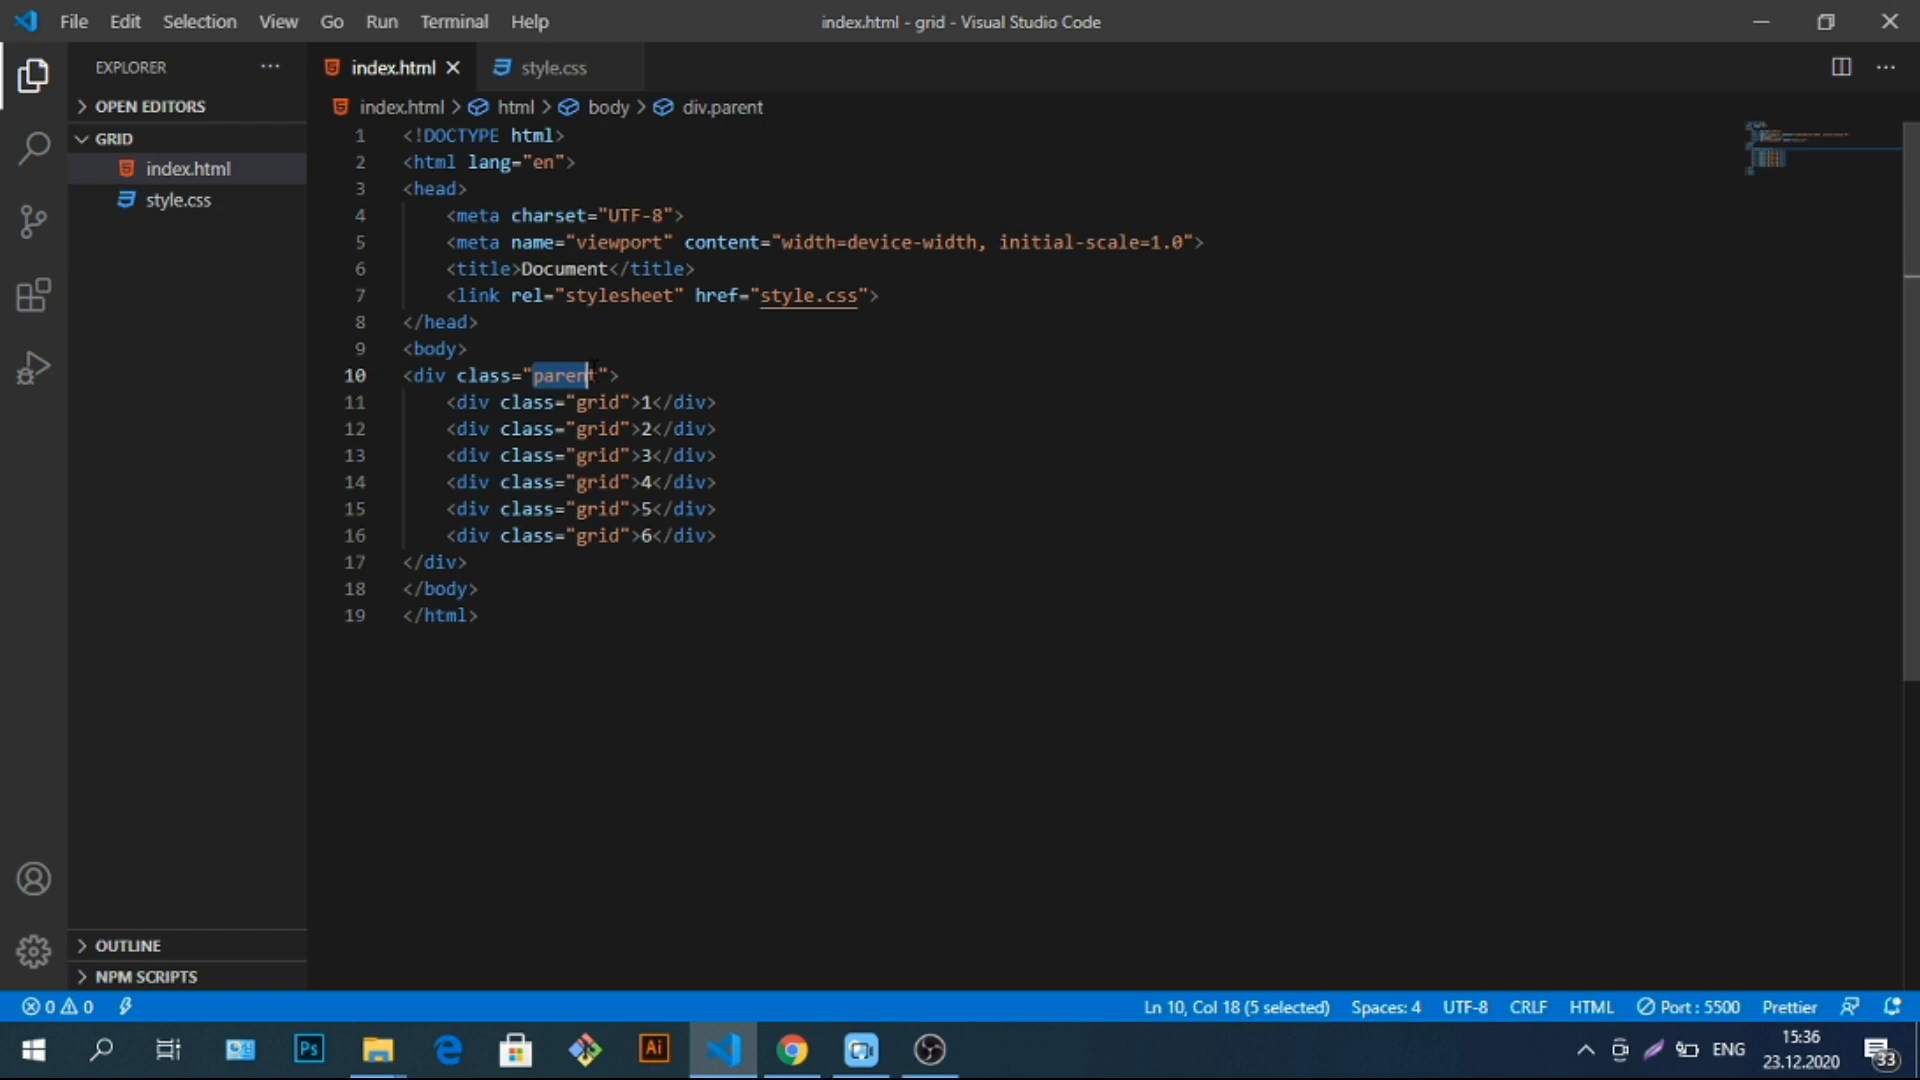 File Edit Selection View Go Run Terminal Help
index.html - grid - Visual Studio Code
EXPLORER
OPEN EDITORS
GRID
index.html
style.css
OUTLINE
NPM SCRIPTS
index.html style.css
index.html > html > body > div.parent
1 <!DOCTYPE html>
2 <html lang="en">
3 <head>
4 <meta charset="UTF-8">
5 <meta name="viewport" content="width=device-width, initial-scale=1.0">
6 <title>Document</title>
7 <link rel="stylesheet" href="style.css">
8 </head>
9 <body>
10 <div class="parent">
11 <div class="grid">1</div>
12 <div class="grid">2</div>
13 <div class="grid">3</div>
14 <div class="grid">4</div>
15 <div class="grid">5</div>
16 <div class="grid">6</div>
17 </div>
18 </body>
19 </html>
0 0
Ln 10, Col 18 (5 selected) Spaces: 4 UTF-8 CRLF HTML Port : 5500 Prettier
Ps Ai
ENG
15:36
23.12.2020
33